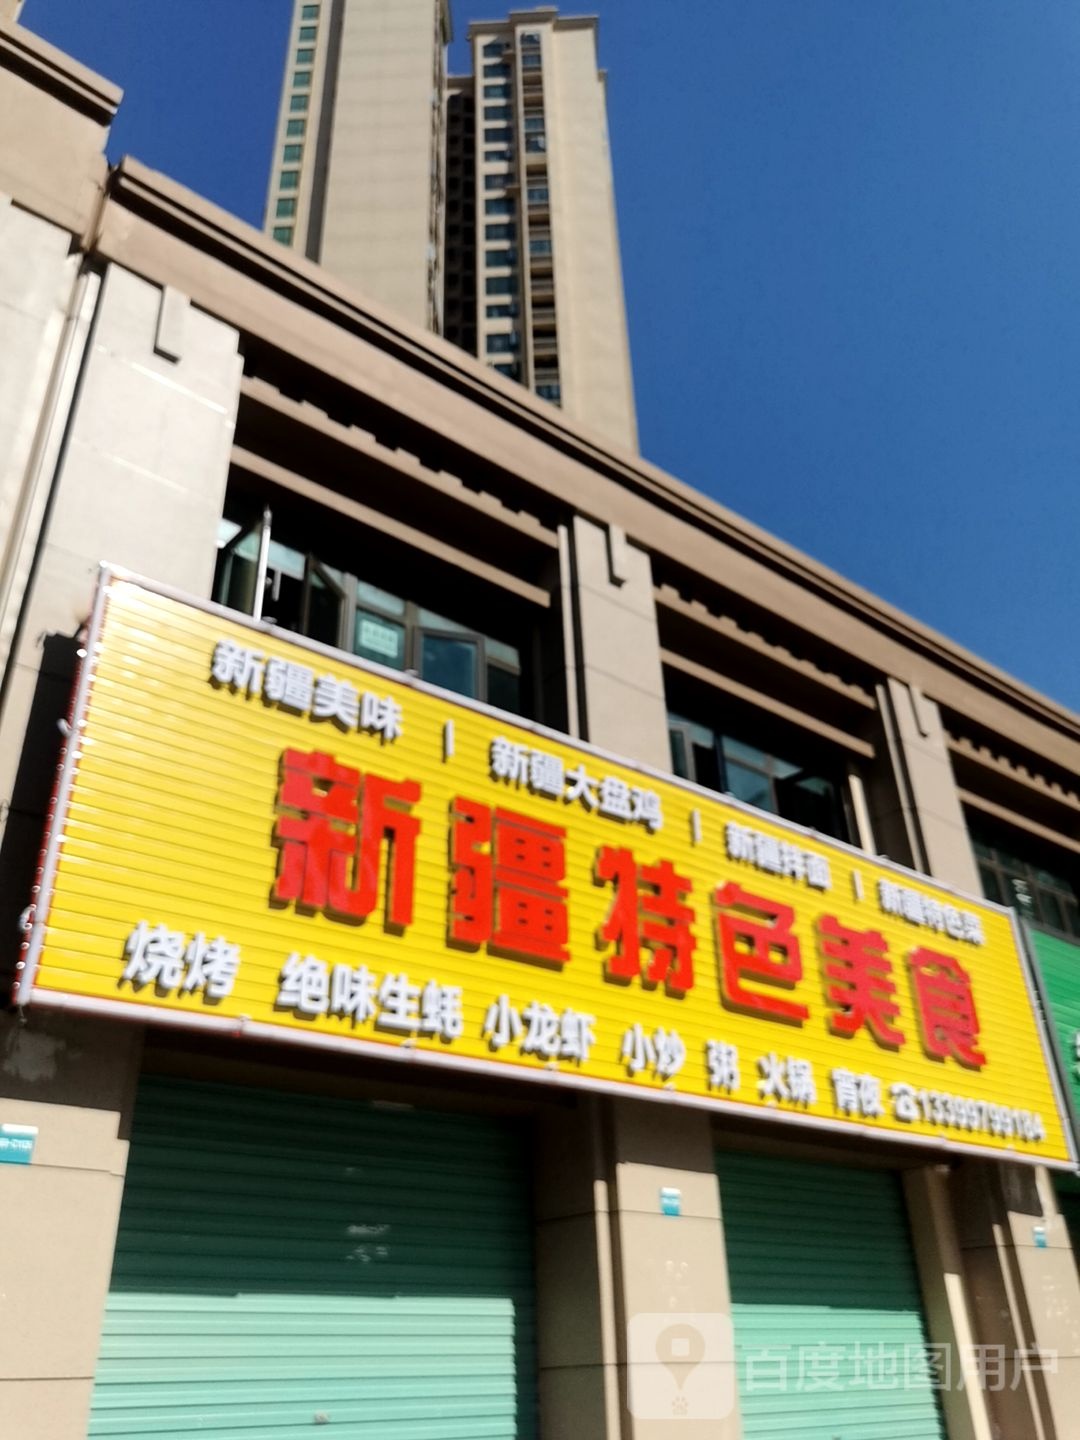 新疆美味 | 新疆大盘鸡 | 新疆拌面 | 新疆特色菜
新疆特色美食
烧烤 绝味生蚝 小龙虾 小炒 粥 火锅 宵夜 ☎13399799184
百度地图用户